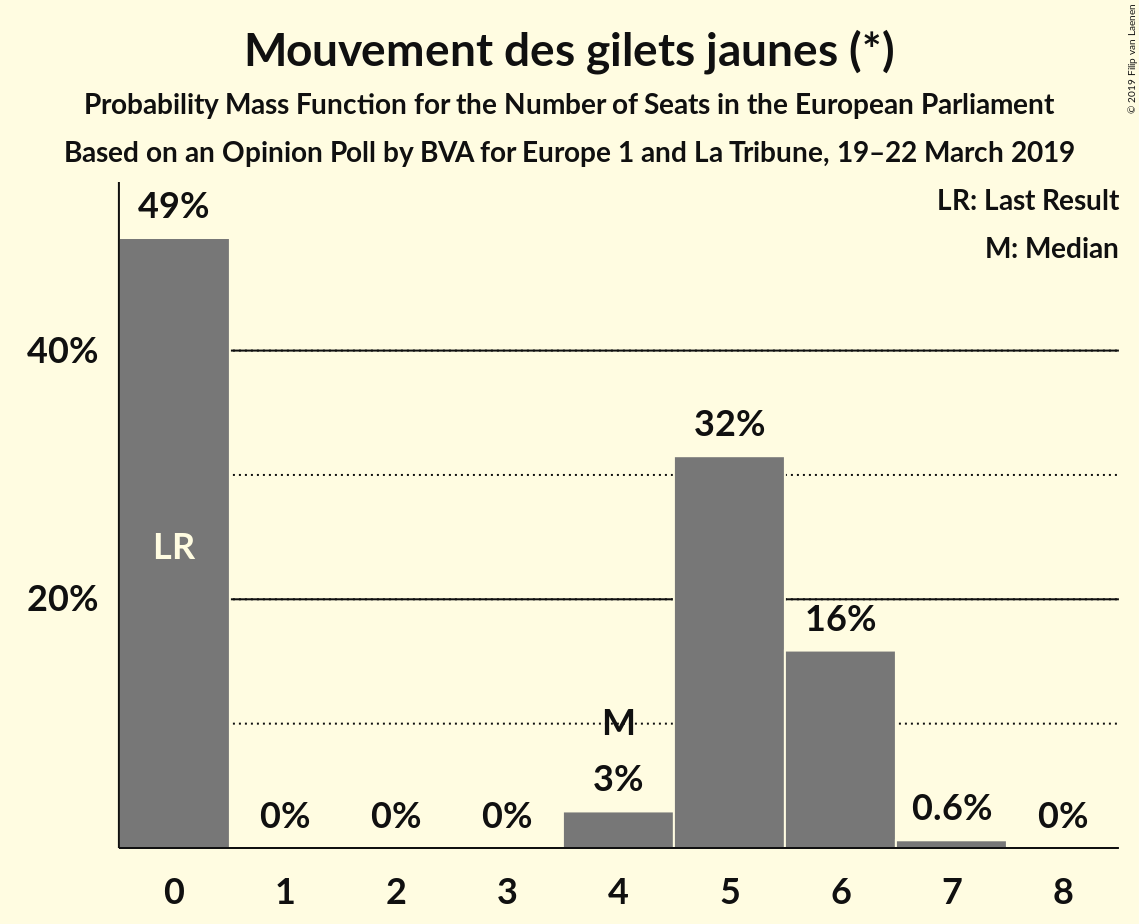 Mouvement des gilets jaunes (*)
Probability Mass Function for the Number of Seats in the European Parliament
Based on an Opinion Poll by BVA for Europe 1 and La Tribune, 19–22 March 2019
© 2019 Filip van Laenen
LR: Last Result
M: Median
49%
40%
32%
LR
20%
16%
M
3%
0%
0%
0%
0.6%
0%
0 1 2 3 4 5 6 7 8